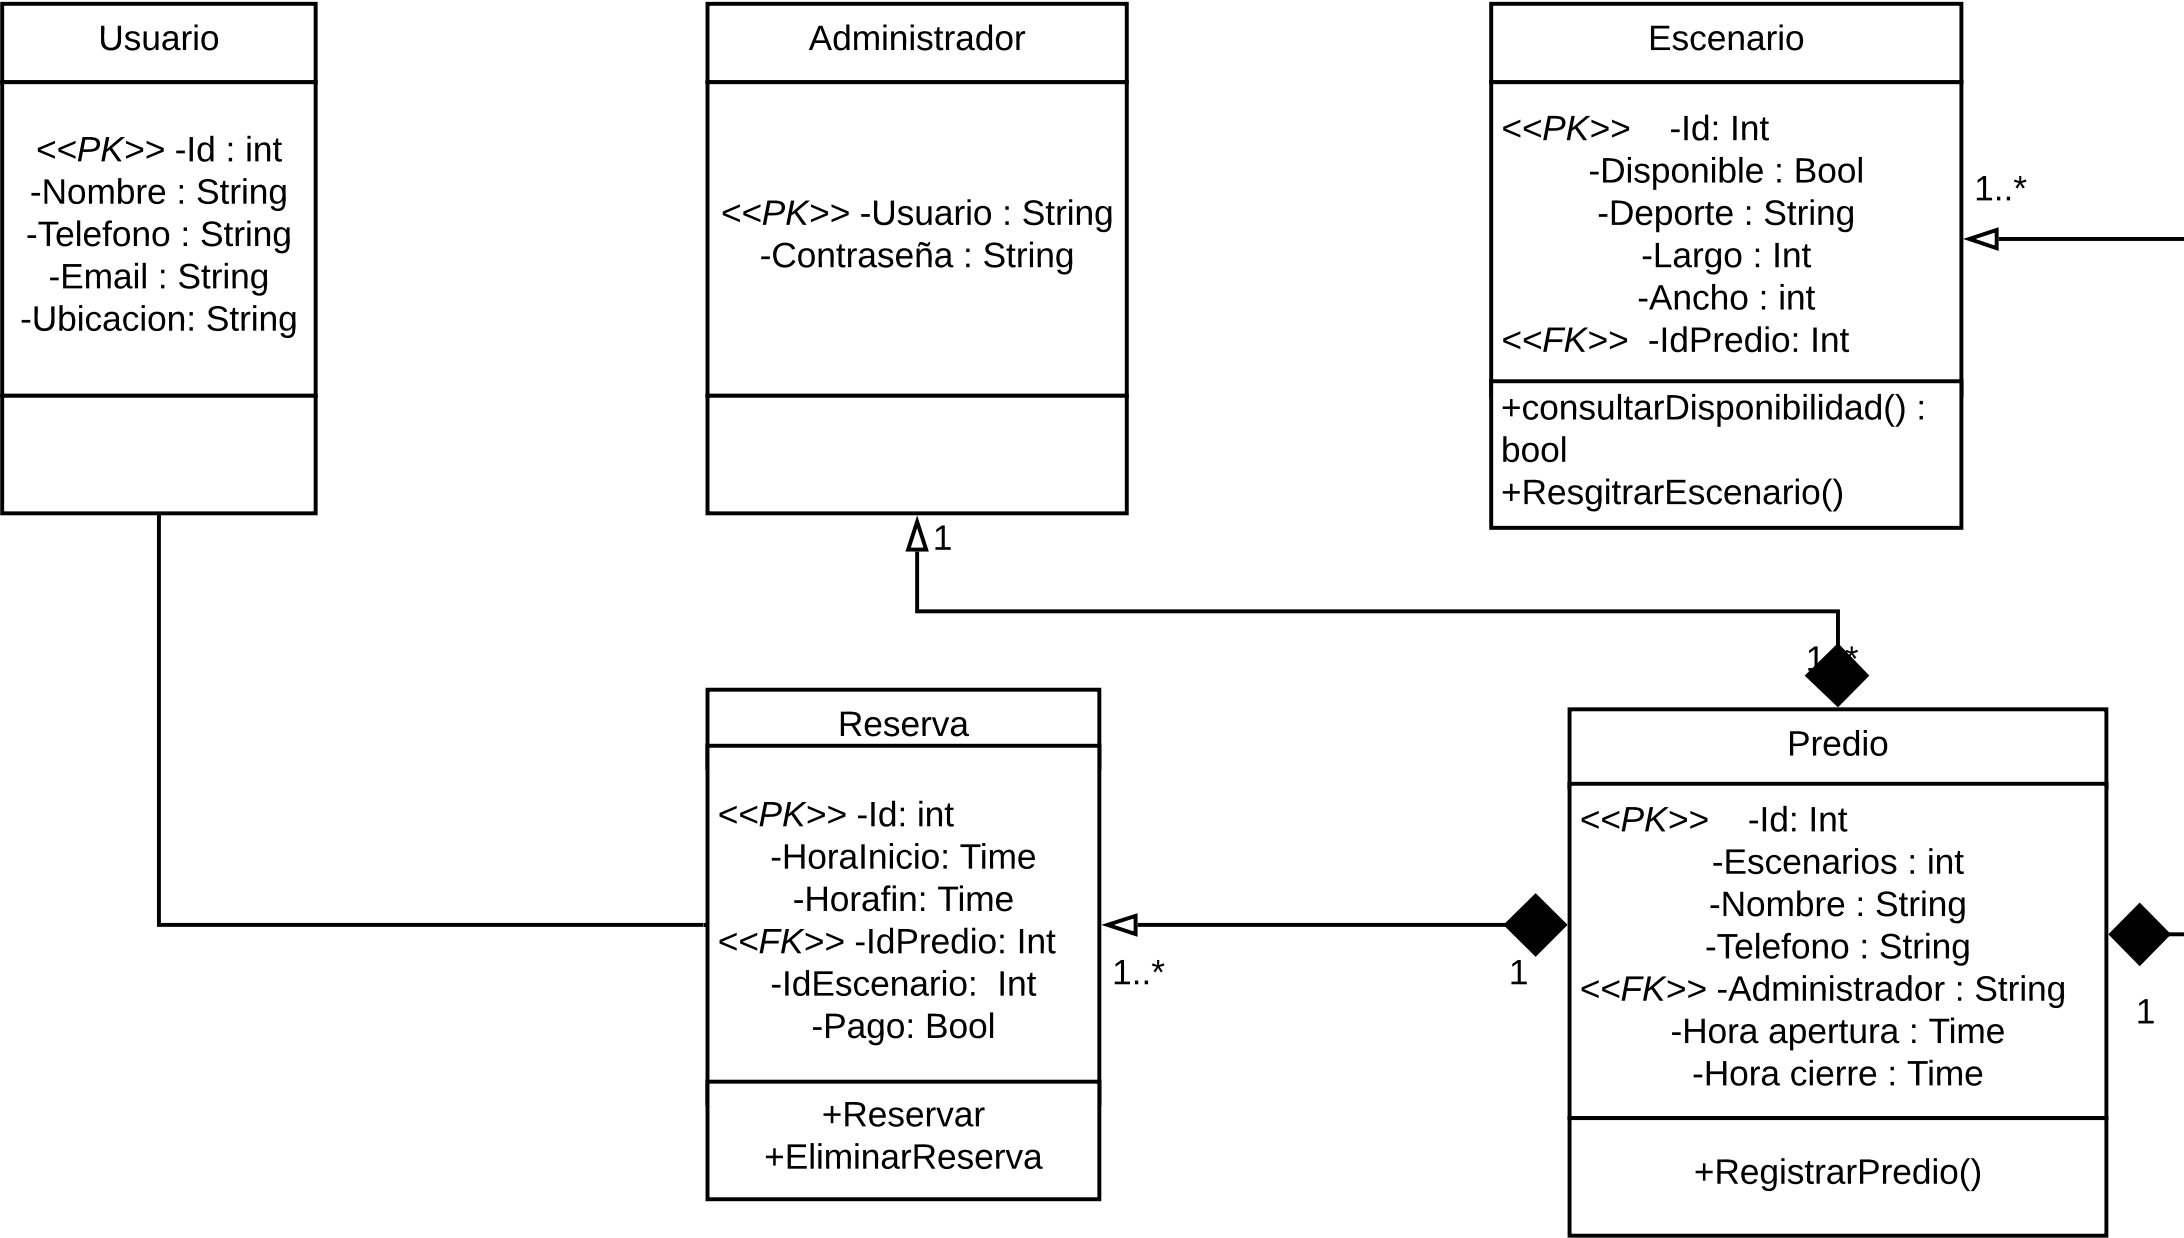 Usuario
<<PK>> -Id : int
-Nombre : String
-Telefono : String
-Email : String
-Ubicacion: String
Administrador
<<PK>> -Usuario : String
-Contraseña : String
1
Escenario
<<PK>> -Id: Int
-Disponible : Bool
-Deporte : String
-Largo : Int
-Ancho : int
<<FK>> -IdPredio: Int
+consultarDisponibilidad() :
bool
+ResgitrarEscenario()
1..*
Reserva
<<PK>> -Id: int
-HoraInicio: Time
-Horafin: Time
<<FK>> -IdPredio: Int
-IdEscenario: Int
-Pago: Bool
+Reservar
+EliminarReserva
1..*
1
Predio
<<PK>> -Id: Int
-Escenarios : int
-Nombre : String
-Telefono : String
<<FK>> -Administrador : String
-Hora apertura : Time
-Hora cierre : Time
+RegistrarPredio()
1